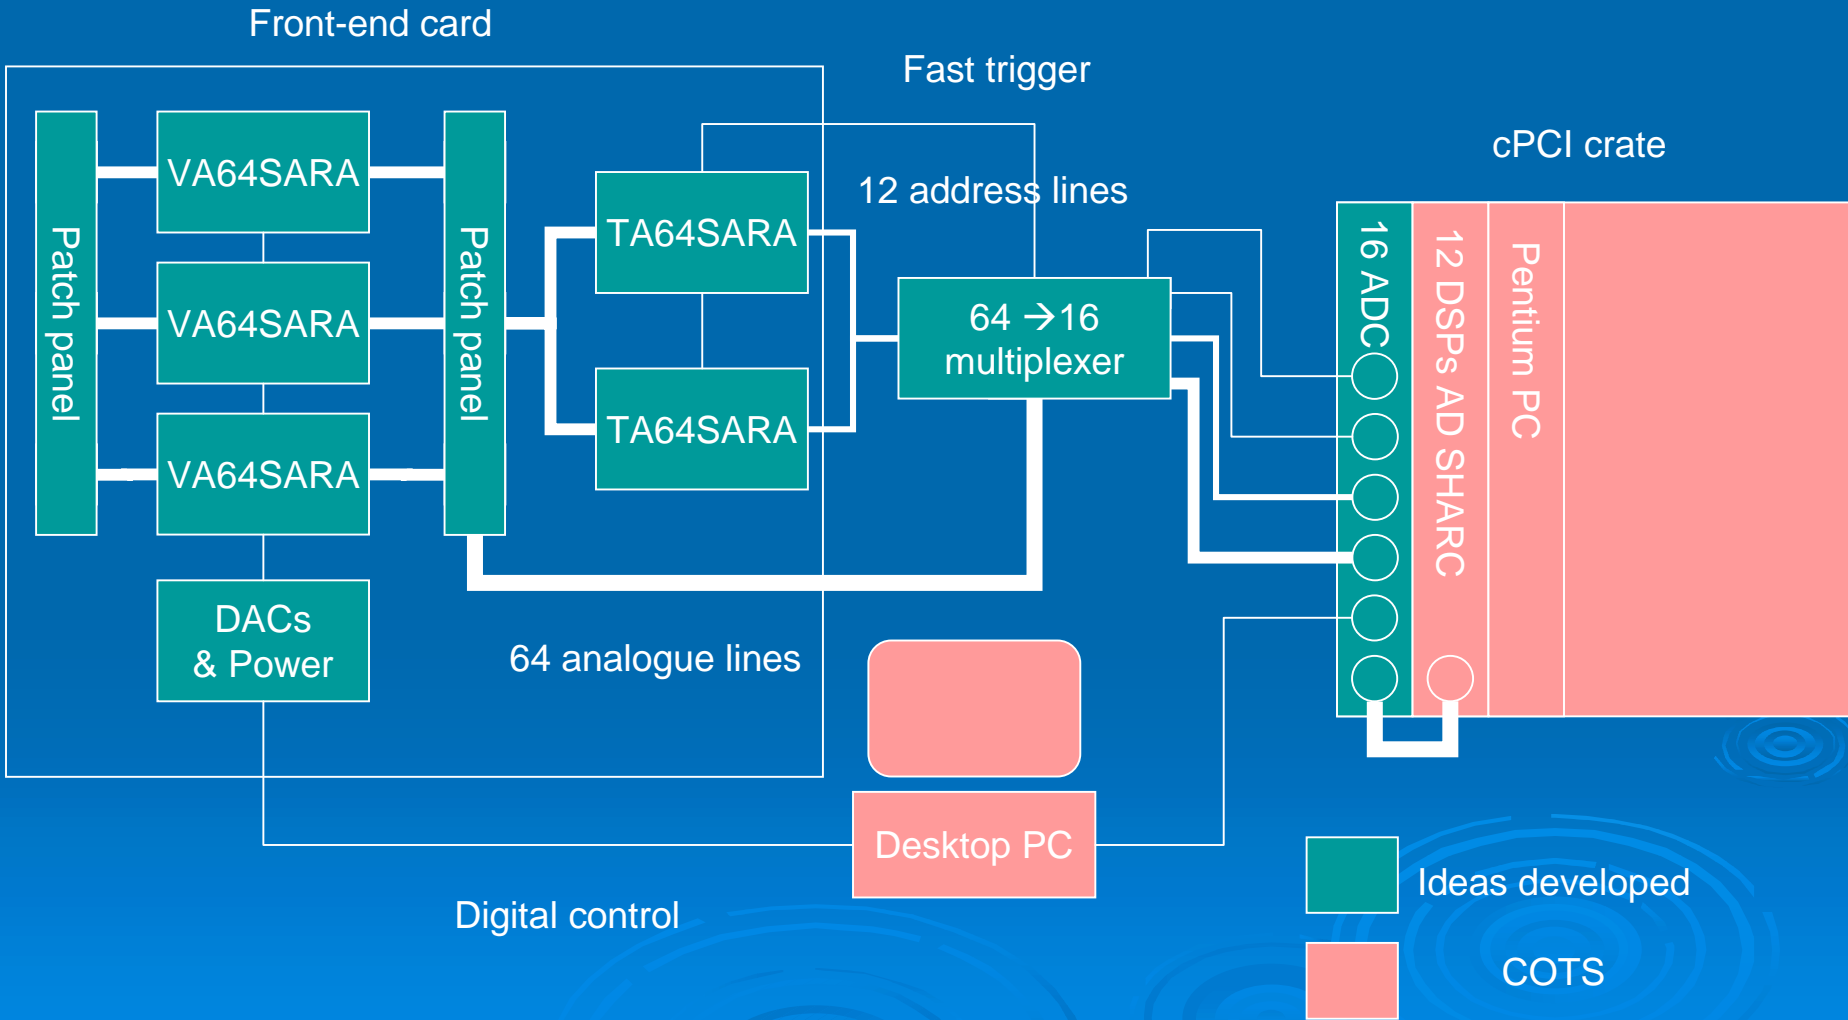 Front-end card
Fast trigger
cPCI crate
VA64SARA
12 address lines
TA64SARA
Patch panel
VA64SARA
Patch panel
64 →16
multiplexer
16 ADC
12 DSPs AD SHARC
Pentium PC
VA64SARA
TA64SARA
DACs
& Power
64 analogue lines
Desktop PC
Digital control
Ideas developed
COTS